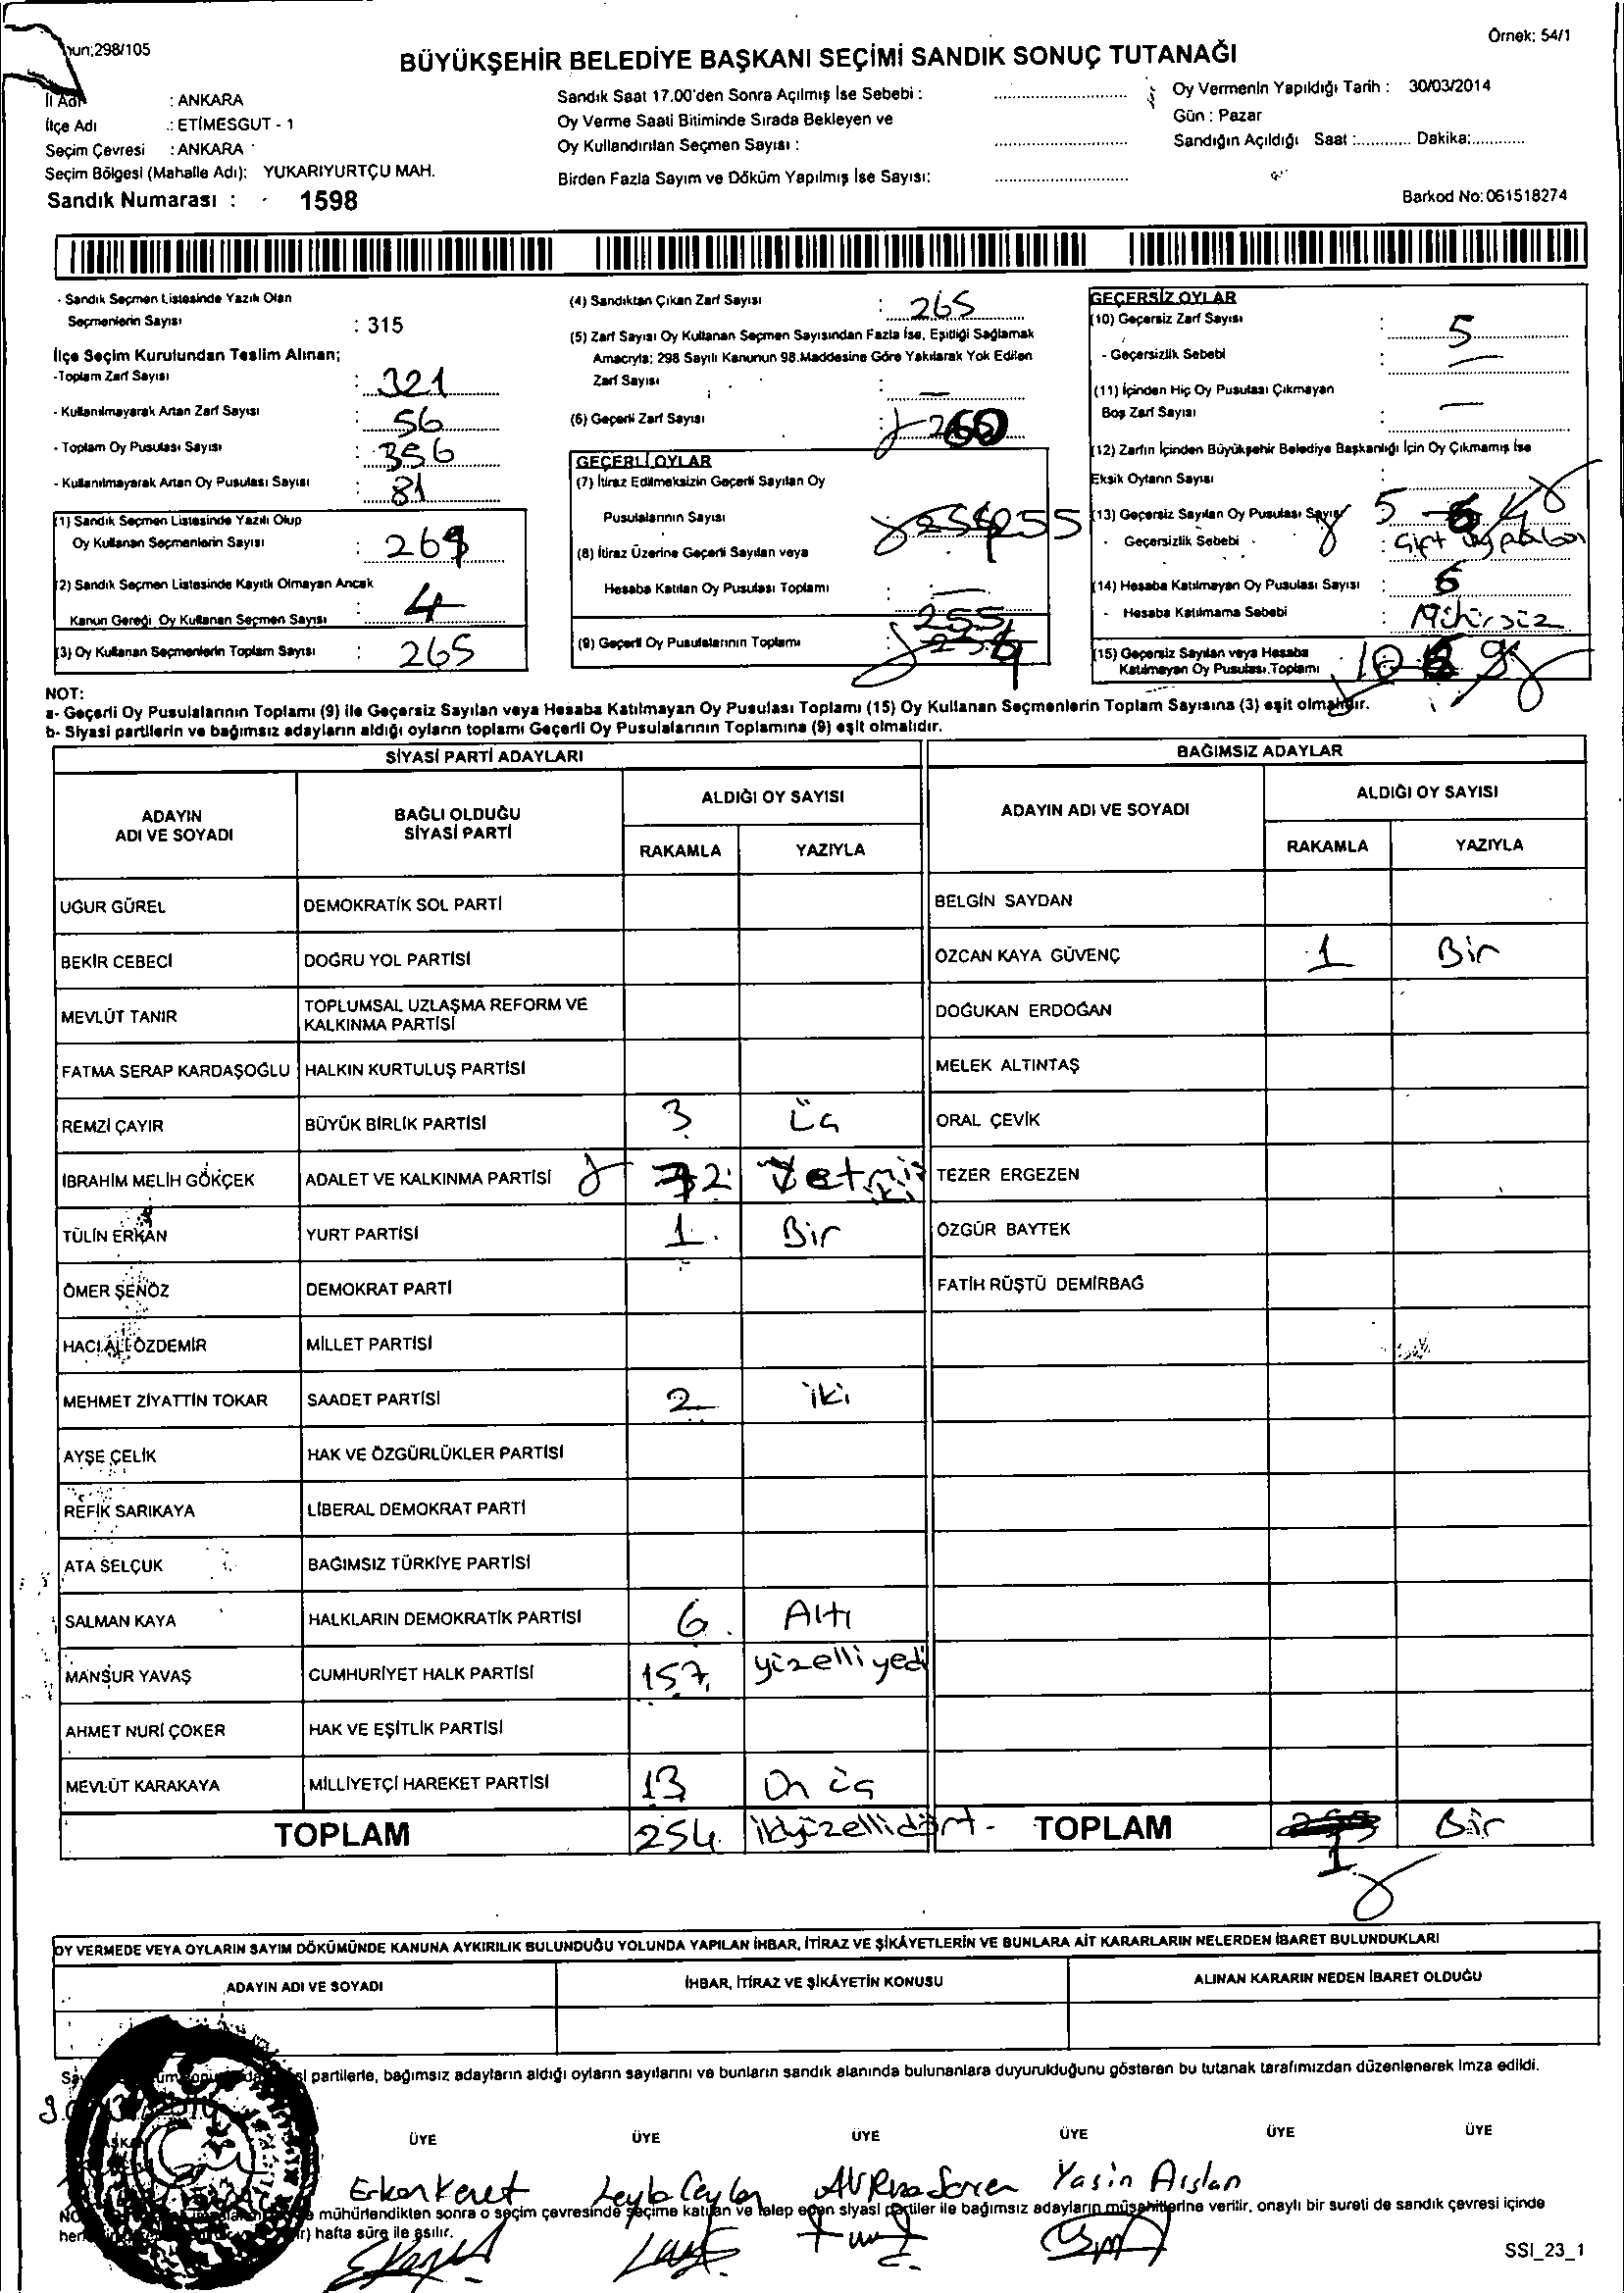 298/105
Örnek: 54/1
BÜYÜKŞEHİR BELEDİYE BAŞKANI SEÇİMİ SANDIK SONUÇ TUTANAĞI
İl Adı : ANKARA
İlçe Adı : ETİMESGUT - 1
Seçim Çevresi : ANKARA
Seçim Bölgesi (Mahalle Adı): YUKARIYURTÇU MAH.
Sandık Numarası : 1598
Sandık Saat 17.00'den Sonra Açılmış İse Sebebi :
Oy Verme Saati Bitiminde Sırada Bekleyen ve
Oy Kullandırılan Seçmen Sayısı :
Birden Fazla Sayım ve Döküm Yapılmış İse Sayısı:
Oy Vermenin Yapıldığı Tarih : 30/03/2014
Gün : Pazar
Sandığın Açıldığı Saat :............ Dakika:............
Barkod No: 061518274
- Sandık Seçmen Listesinde Yazılı Olan
Seçmenlerin Sayısı : 315
İlçe Seçim Kurulundan Teslim Alınan;
-Toplam Zarf Sayısı : 321
- Kullanılmayarak Artan Zarf Sayısı : 56
- Toplam Oy Pusulası Sayısı : 356
- Kullanılmayarak Artan Oy Pusulası Sayısı : 81
(1) Sandık Seçmen Listesinde Yazılı Olup
Oy Kullanan Seçmenlerin Sayısı :
(2) Sandık Seçmen Listesinde Kayıtlı Olmayan Ancak
Kanun Gereği Oy Kullanan Seçmen Sayısı : 4
(3) Oy Kullanan Seçmenlerin Toplam Sayısı : 265
(4) Sandıktan Çıkan Zarf Sayısı : 265
(5) Zarf Sayısı Oy Kullanan Seçmen Sayısından Fazla İse, Eşitliği Sağlamak
Amacıyla; 298 Sayılı Kanunun 98.Maddesine Göre Yakılarak Yok Edilen
Zarf Sayısı : —
(6) Geçerli Zarf Sayısı : 260
GEÇERLİ OYLAR
(7) İtiraz Edilmeksizin Geçerli Sayılan Oy
Pusulalarının Sayısı 255
(8) İtiraz Üzerine Geçerli Sayılan veya
Hesaba Katılan Oy Pusulası Toplamı : —
(9) Geçerli Oy Pusulalarının Toplamı : 255
GEÇERSİZ OYLAR
(10) Geçersiz Zarf Sayısı : 5
- Geçersizlik Sebebi : —
(11) İçinden Hiç Oy Pusulası Çıkmayan
Boş Zarf Sayısı : —
(12) Zarfın İçinden Büyükşehir Belediye Başkanlığı İçin Oy Çıkmamış İse
Eksik Oyların Sayısı :
(13) Geçersiz Sayılan Oy Pusulası Sayısı 5
- Geçersizlik Sebebi : Çift
(14) Hesaba Katılmayan Oy Pusulası Sayısı :
- Hesaba Katılmama Sebebi : Mühürsüz
(15) Geçersiz Sayılan veya Hesaba
Katılmayan Oy Pusulası Toplamı : 10
NOT:
a- Geçerli Oy Pusulalarının Toplamı (9) ile Geçersiz Sayılan veya Hesaba Katılmayan Oy Pusulası Toplamı (15) Oy Kullanan Seçmenlerin Toplam Sayısına (3) eşit olmalıdır.
b- Siyasi partilerin ve bağımsız adayların aldığı oyların toplamı Geçerli Oy Pusulalarının Toplamına (9) eşit olmalıdır.
SİYASİ PARTİ ADAYLARI
ADAYIN ADI VE SOYADI
BAĞLI OLDUĞU SİYASİ PARTİ
ALDIĞI OY SAYISI
RAKAMLA YAZIYLA
UĞUR GÜREL DEMOKRATİK SOL PARTİ
BEKİR CEBECİ DOĞRU YOL PARTİSİ
MEVLÜT TANIR TOPLUMSAL UZLAŞMA REFORM VE KALKINMA PARTİSİ
FATMA SERAP KARDAŞOĞLU HALKIN KURTULUŞ PARTİSİ
REMZİ ÇAYIR BÜYÜK BİRLİK PARTİSİ 3 Üç
İBRAHİM MELİH GÖKÇEK ADALET VE KALKINMA PARTİSİ 72 Yetmiş iki
TÜLİN ERKAN YURT PARTİSİ 1 Bir
ÖMER ŞENÖZ DEMOKRAT PARTİ
HACI ALİ ÖZDEMİR MİLLET PARTİSİ
MEHMET ZİYATTİN TOKAR SAADET PARTİSİ 2 iki
AYŞE ÇELİK HAK VE ÖZGÜRLÜKLER PARTİSİ
REFİK SARIKAYA LİBERAL DEMOKRAT PARTİ
ATA SELÇUK BAĞIMSIZ TÜRKİYE PARTİSİ
SALMAN KAYA HALKLARIN DEMOKRATİK PARTİSİ 6 Altı
MANSUR YAVAŞ CUMHURİYET HALK PARTİSİ 157 yüzelliyedi
AHMET NURİ ÇOKER HAK VE EŞİTLİK PARTİSİ
MEVLÜT KARAKAYA MİLLİYETÇİ HAREKET PARTİSİ 13 On üç
TOPLAM 254 ikiyüzellidört
BAĞIMSIZ ADAYLAR
ADAYIN ADI VE SOYADI
ALDIĞI OY SAYISI
RAKAMLA YAZIYLA
BELGİN SAYDAN
ÖZCAN KAYA GÜVENÇ 1 Bir
DOĞUKAN ERDOĞAN
MELEK ALTINTAŞ
ORAL ÇEVİK
TEZER ERGEZEN
ÖZGÜR BAYTEK
FATİH RÜŞTÜ DEMİRBAĞ
TOPLAM 1 Bir
OY VERMEDE VEYA OYLARIN SAYIM DÖKÜMÜNDE KANUNA AYKIRILIK BULUNDUĞU YOLUNDA YAPILAN İHBAR, İTİRAZ VE ŞİKÂYETLERİN VE BUNLARA AİT KARARLARIN NELERDEN İBARET BULUNDUKLARI
ADAYIN ADI VE SOYADI
İHBAR, İTİRAZ VE ŞİKÂYETİN KONUSU
ALINAN KARARIN NEDEN İBARET OLDUĞU
partilerle, bağımsız adayların aldığı oyların sayılarını ve bunların sandık alanında bulunanlara duyurulduğunu gösteren bu tutanak tarafımızdan düzenlenerek imza edildi.
ÜYE ÜYE ÜYE ÜYE ÜYE ÜYE
Erkan Leyla Ceylan Yasin Arslan
mühürlendikten sonra o seçim çevresinde seçime katılan ve talep eden siyasi partiler ile bağımsız adayların müşahitlerine verilir, onaylı bir sureti de sandık çevresi içinde
hafta süre ile asılır.
SSI_23_1